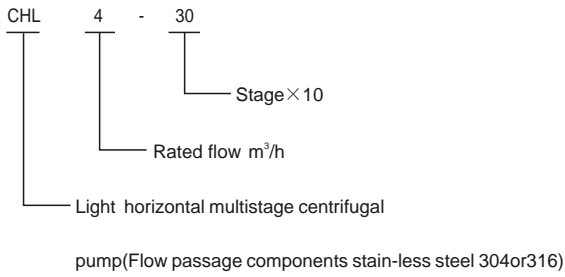 CHL 4 - 30
Stage×10
Rated flow m³/h
Light horizontal multistage centrifugal
pump(Flow passage components stain-less steel 304or316)